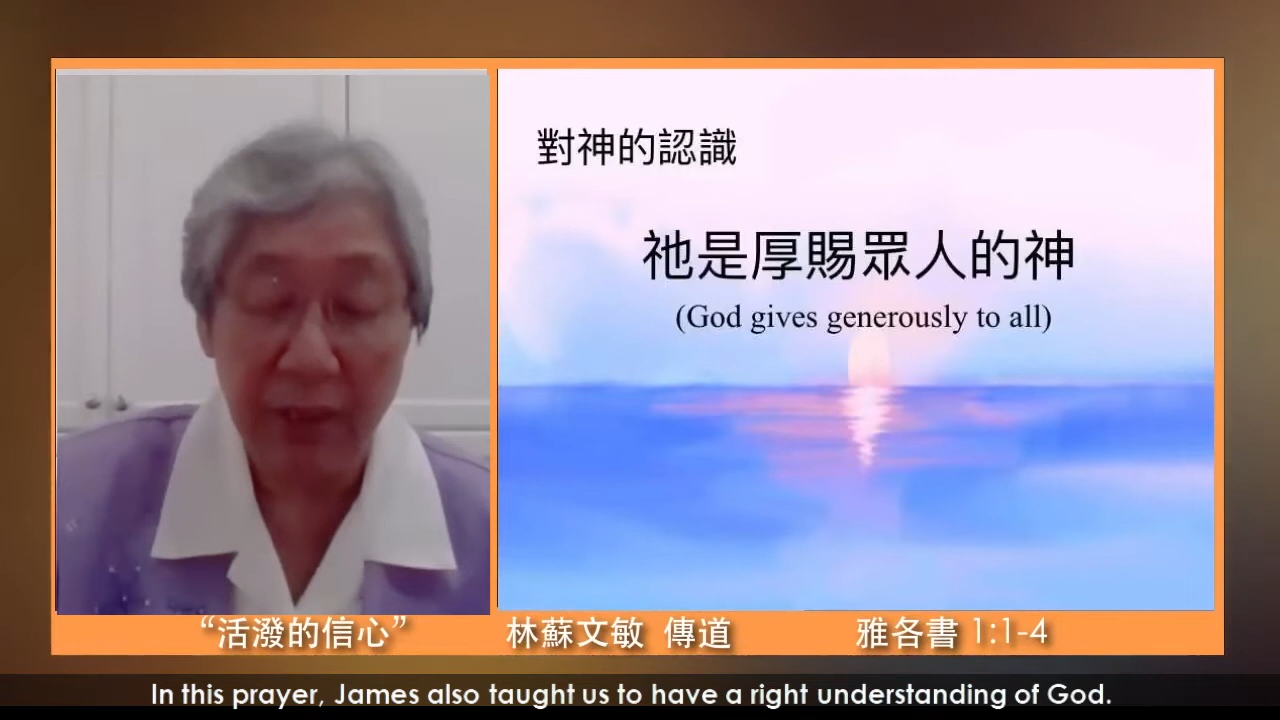 對神的認識
祂是厚賜眾人的神
(God gives generously to all)
“活潑的信心” 林蘇文敏 傳道 雅各書 1:1-4
In this prayer, James also taught us to have a right understanding of God.